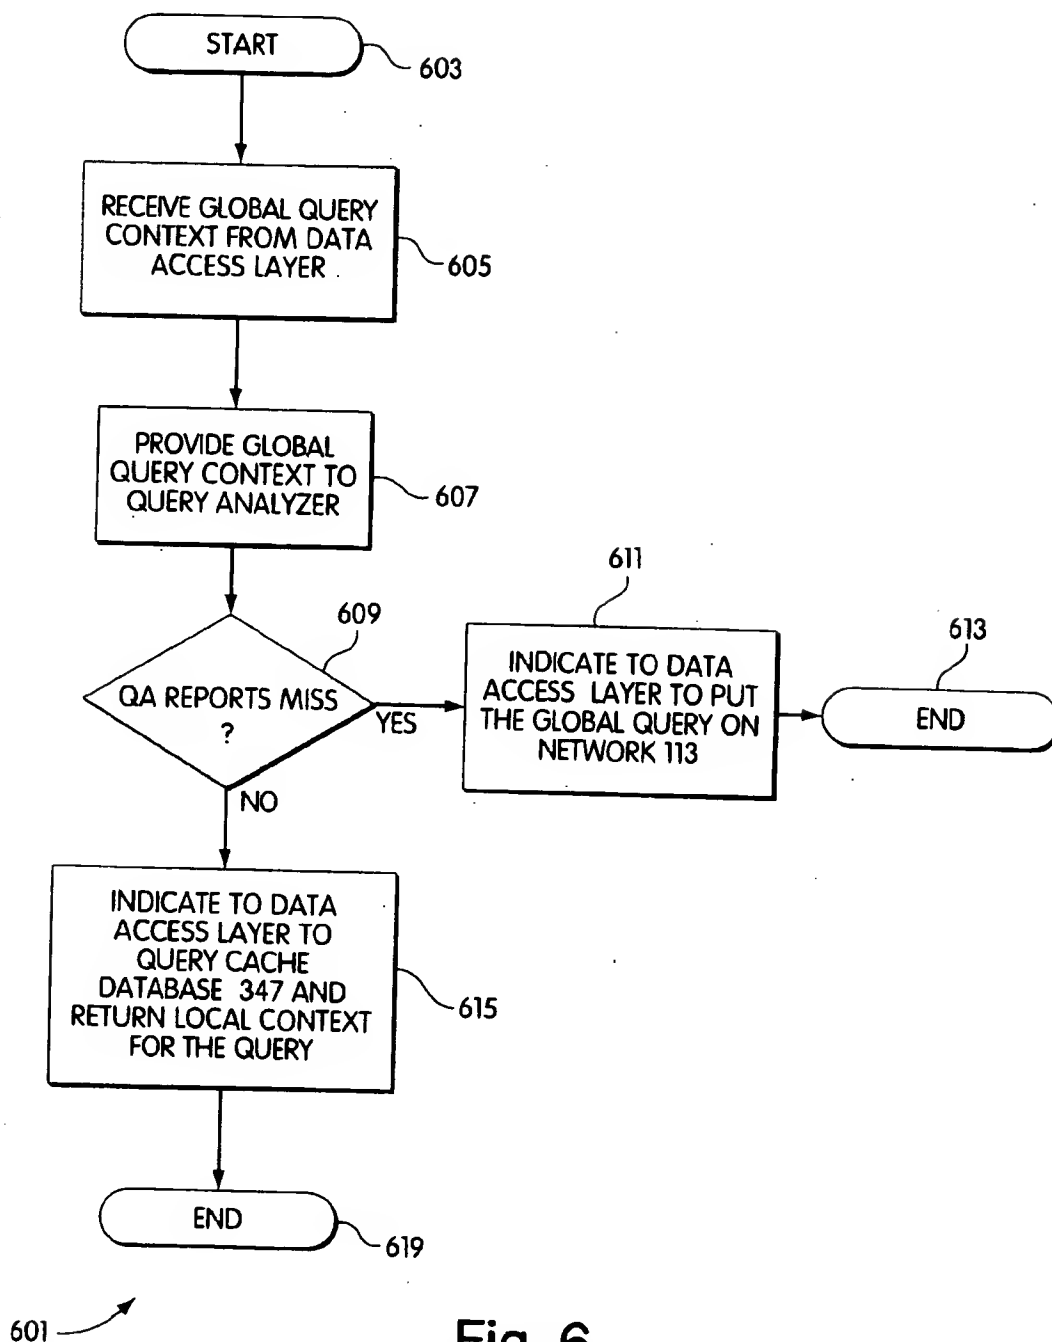 START
603
RECEIVE GLOBAL QUERY
CONTEXT FROM DATA
ACCESS LAYER
605
PROVIDE GLOBAL
QUERY CONTEXT TO
QUERY ANALYZER
607
609
QA REPORTS MISS
?
YES
NO
611
INDICATE TO DATA
ACCESS LAYER TO PUT
THE GLOBAL QUERY ON
NETWORK 113
613
END
INDICATE TO DATA
ACCESS LAYER TO
QUERY CACHE
DATABASE 347 AND
RETURN LOCAL CONTEXT
FOR THE QUERY
615
END
619
601
Fig. 6